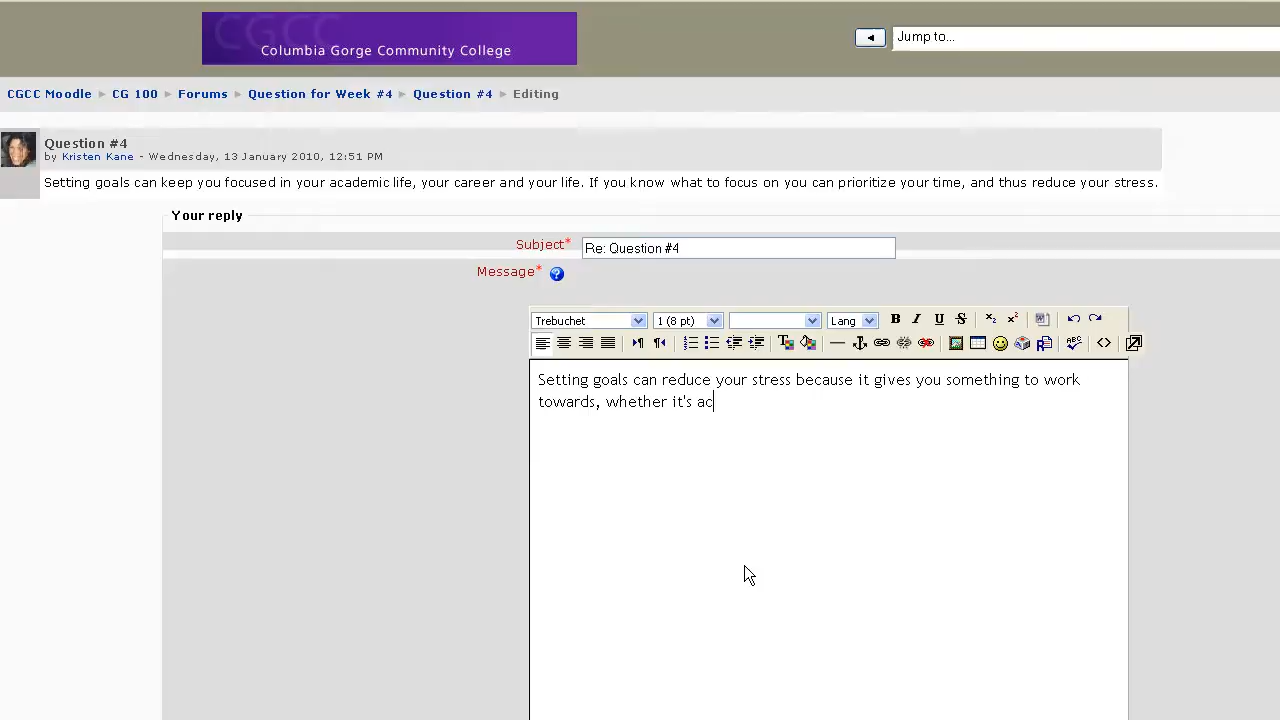 CGCC
Columbia Gorge Community College
Jump to...
CGCC Moodle ► CG 100 ► Forums ► Question for Week #4 ► Question #4 ► Editing
Question #4
by Kristen Kane - Wednesday, 13 January 2010, 12:51 PM
Setting goals can keep you focused in your academic life, your career and your life. If you know what to focus on you can prioritize your time, and thus reduce your stress.
Your reply
Subject* Re: Question #4
Message*
Trebuchet 1 (8 pt) Lang B I U S x₂ x²
Setting goals can reduce your stress because it gives you something to work
towards, whether it's ac